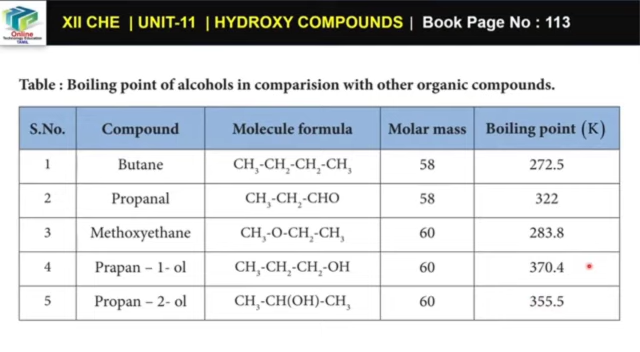 XII CHE | UNIT-11 | HYDROXY COMPOUNDS | Book Page No : 113
Online
Technology Education
Table : Boiling point of alcohols in comparision with other organic compounds.
S.No. Compound Molecule formula Molar mass Boiling point (K)
1 Butane CH₃-CH₂-CH₂-CH₃ 58 272.5
2 Propanal CH₃-CH₂-CHO 58 322
3 Methoxyethane CH₃-O-CH₂-CH₃ 60 283.8
4 Prapan – 1- ol CH₃-CH₂-CH₂-OH 60 370.4
5 Propan – 2- ol CH₃-CH(OH)-CH₃ 60 355.5